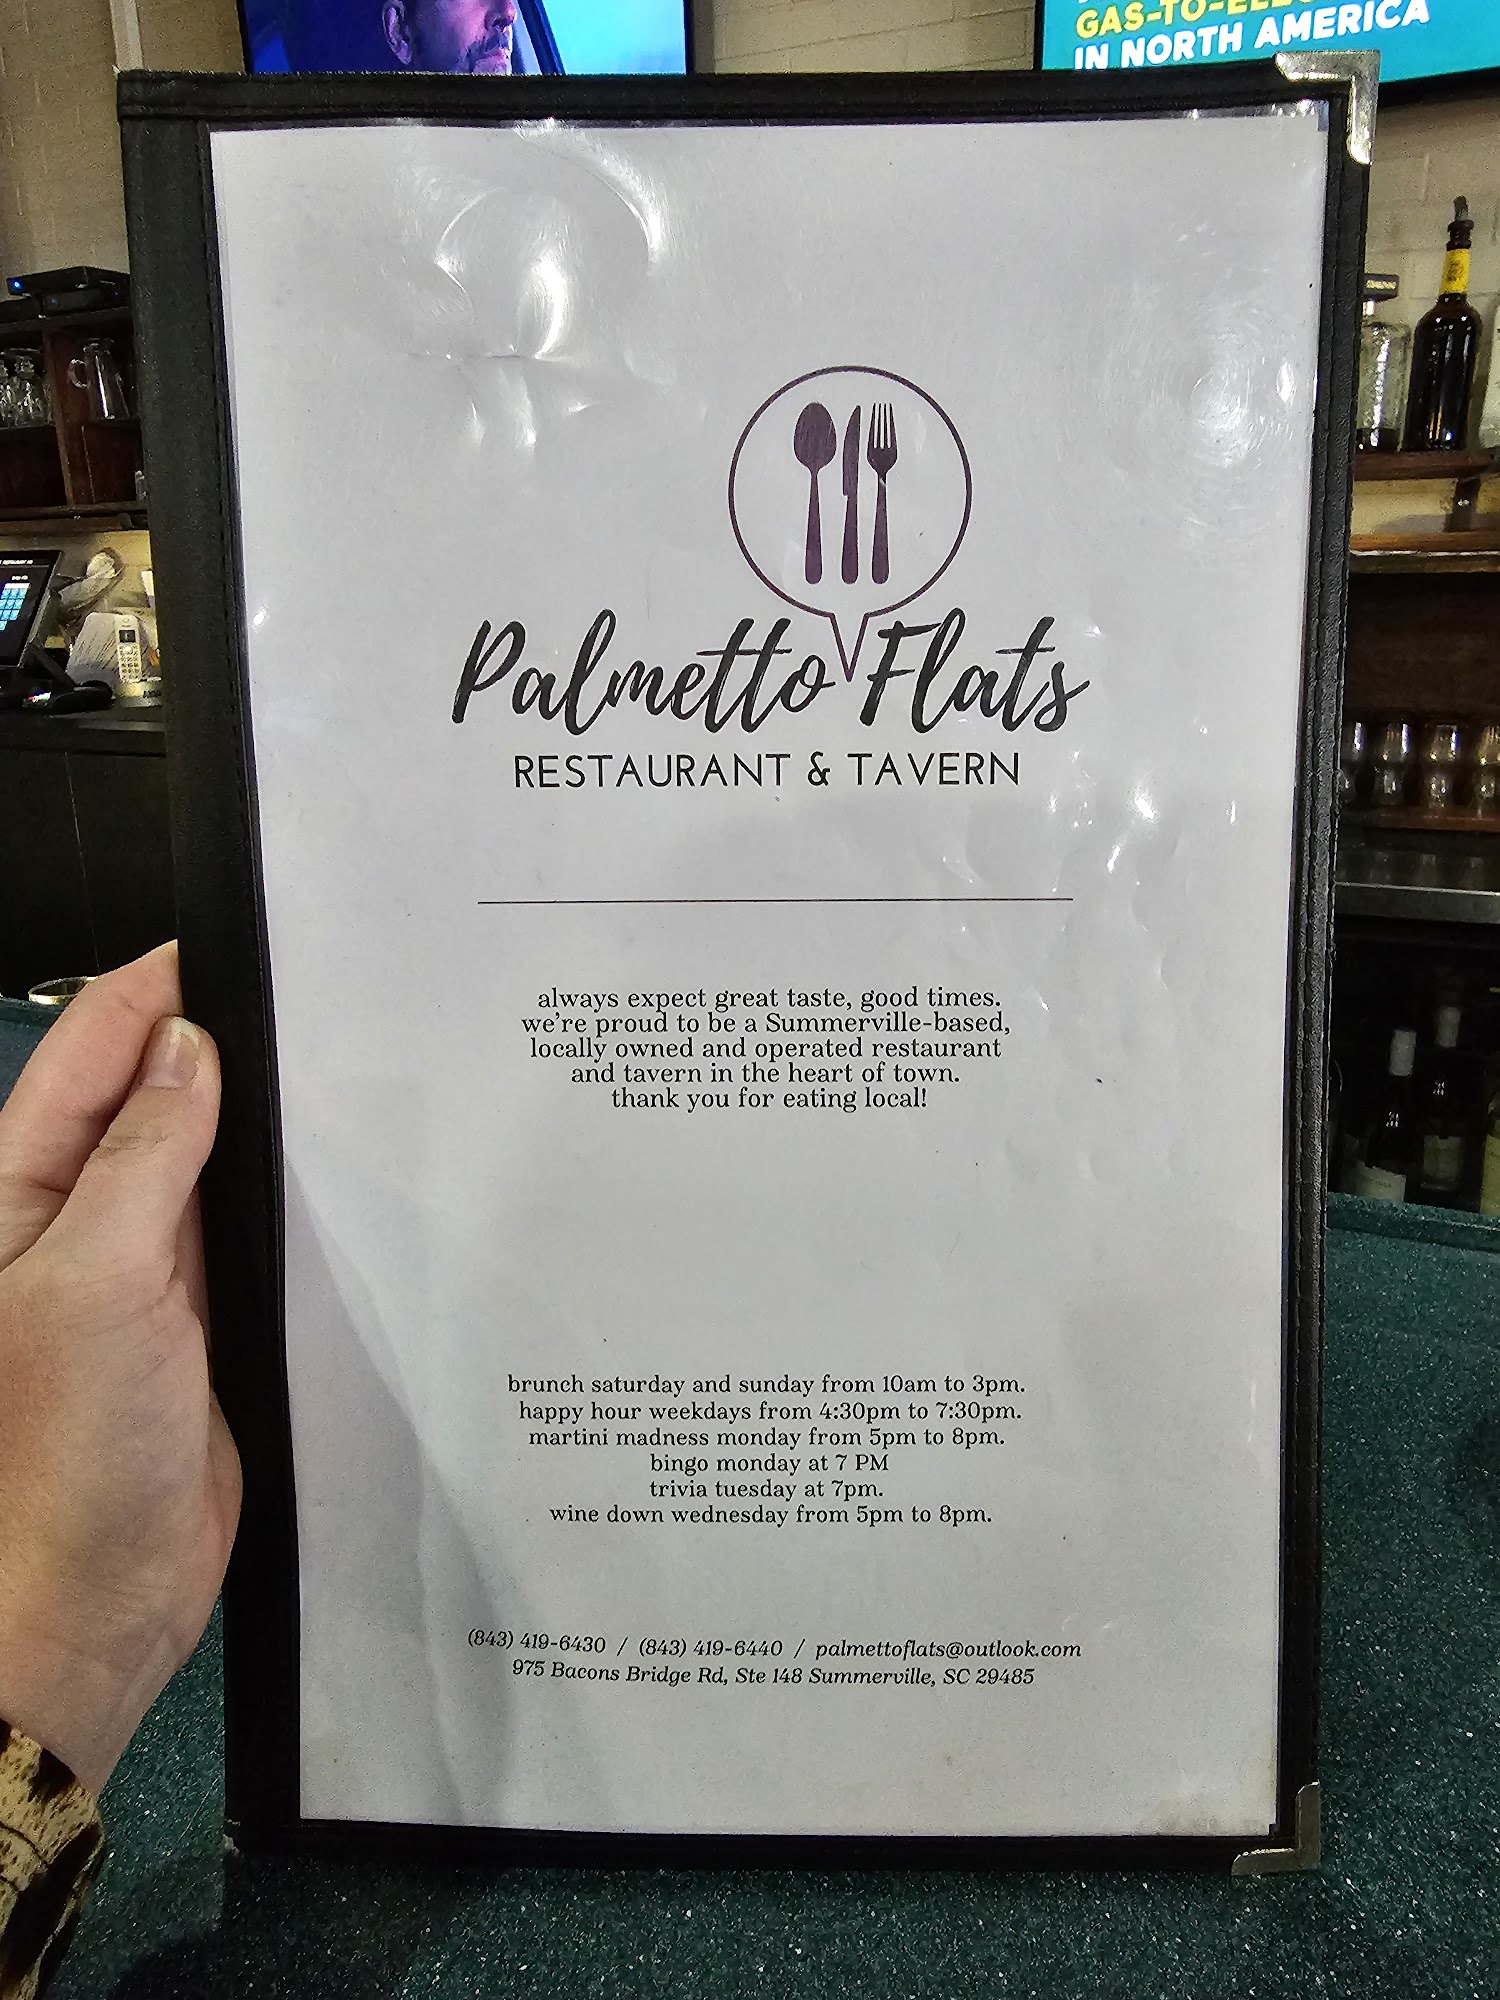 GAS-TO-ELEC
IN NORTH AMERICA
Palmetto Flats
RESTAURANT & TAVERN
always expect great taste, good times.
we're proud to be a Summerville-based,
locally owned and operated restaurant
and tavern in the heart of town.
thank you for eating local!
brunch saturday and sunday from 10am to 3pm.
happy hour weekdays from 4:30pm to 7:30pm.
martini madness monday from 5pm to 8pm.
bingo monday at 7 PM
trivia tuesday at 7pm.
wine down wednesday from 5pm to 8pm.
(843) 419-6430 / (843) 419-6440 / palmettoflats@outlook.com
975 Bacons Bridge Rd, Ste 148 Summerville, SC 29485